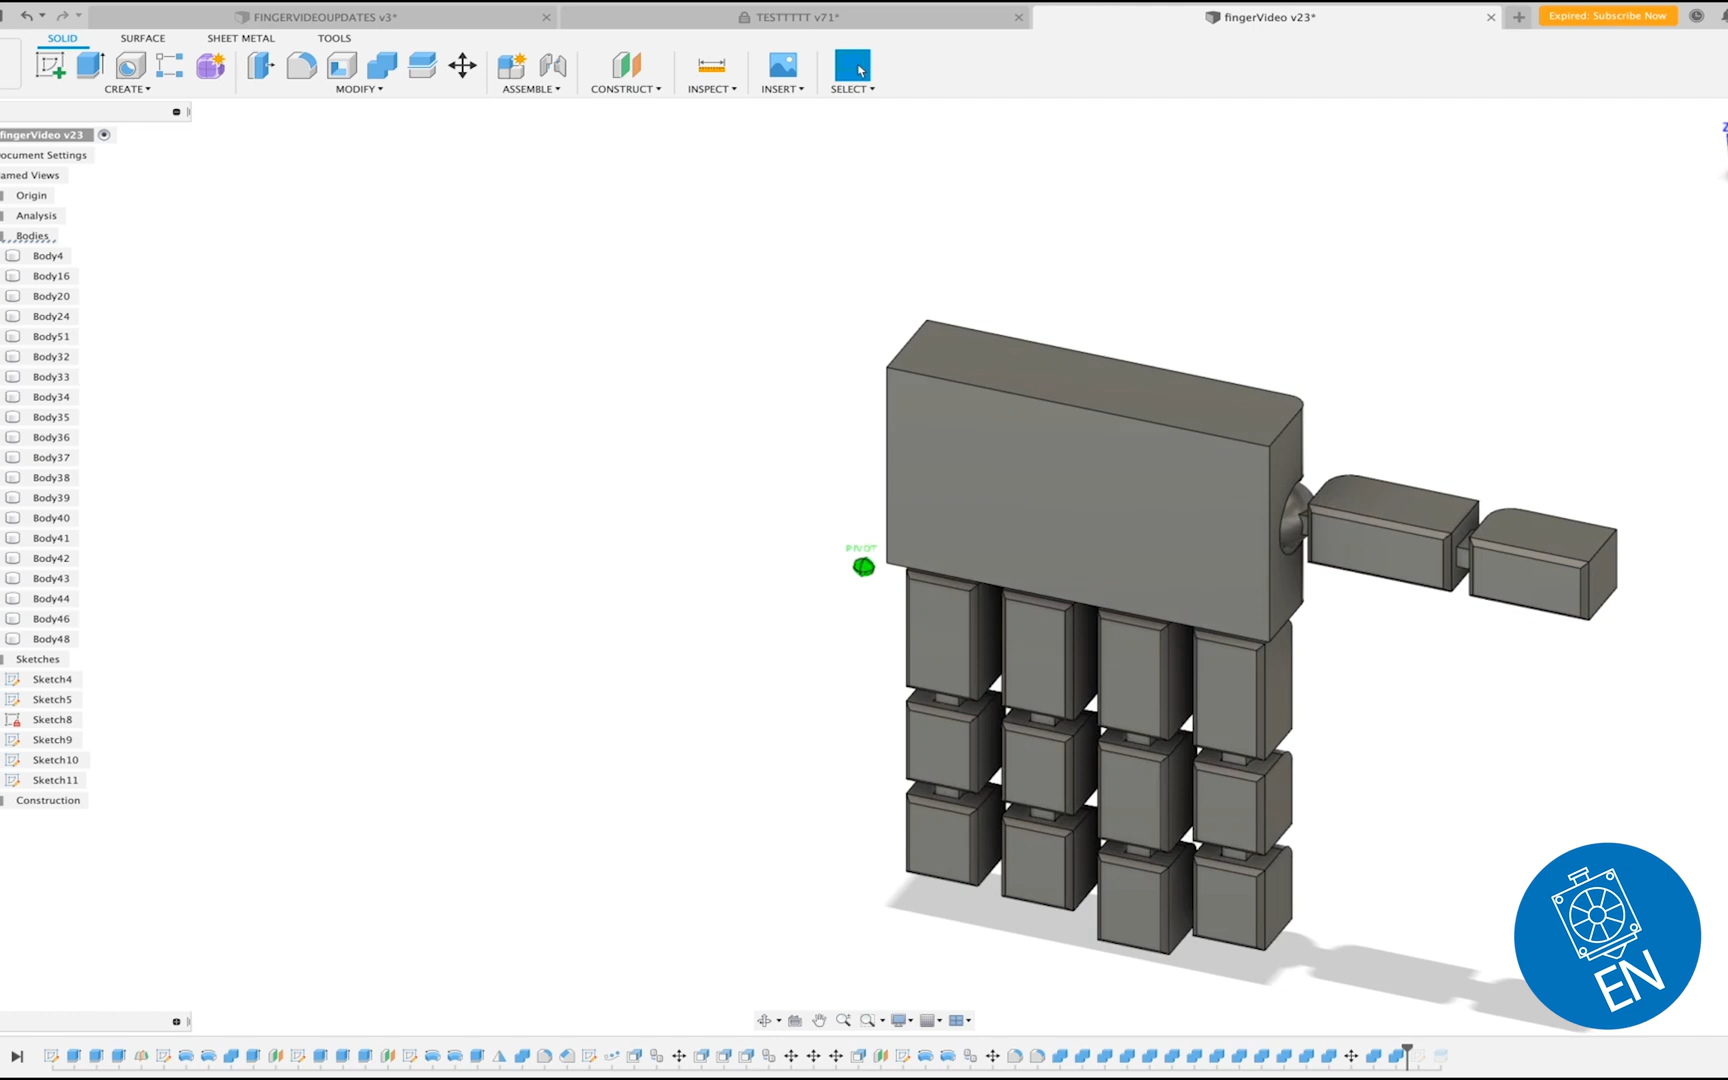 FINGERVIDEOUPDATES v3*
TESTTTTT v71*
fingerVideo v23*
Expired: Subscribe Now
SOLID
SURFACE
SHEET METAL
TOOLS
CREATE
MODIFY
ASSEMBLE
CONSTRUCT
INSPECT
INSERT
SELECT
fingerVideo v23
ocument Settings
amed Views
Origin
Analysis
Bodies
Body4
Body16
Body20
Body24
Body51
Body32
Body33
Body34
Body35
Body36
Body37
Body38
Body39
Body40
Body41
Body42
Body43
Body44
Body46
Body48
Sketches
Sketch4
Sketch5
Sketch8
Sketch9
Sketch10
Sketch11
Construction
Z
PIVOT
EN